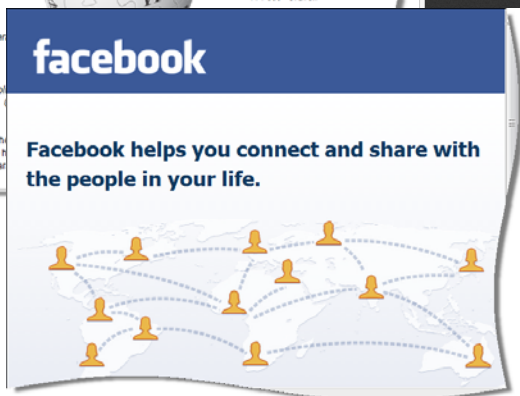 facebook
Facebook helps you connect and share with
the people in your life.